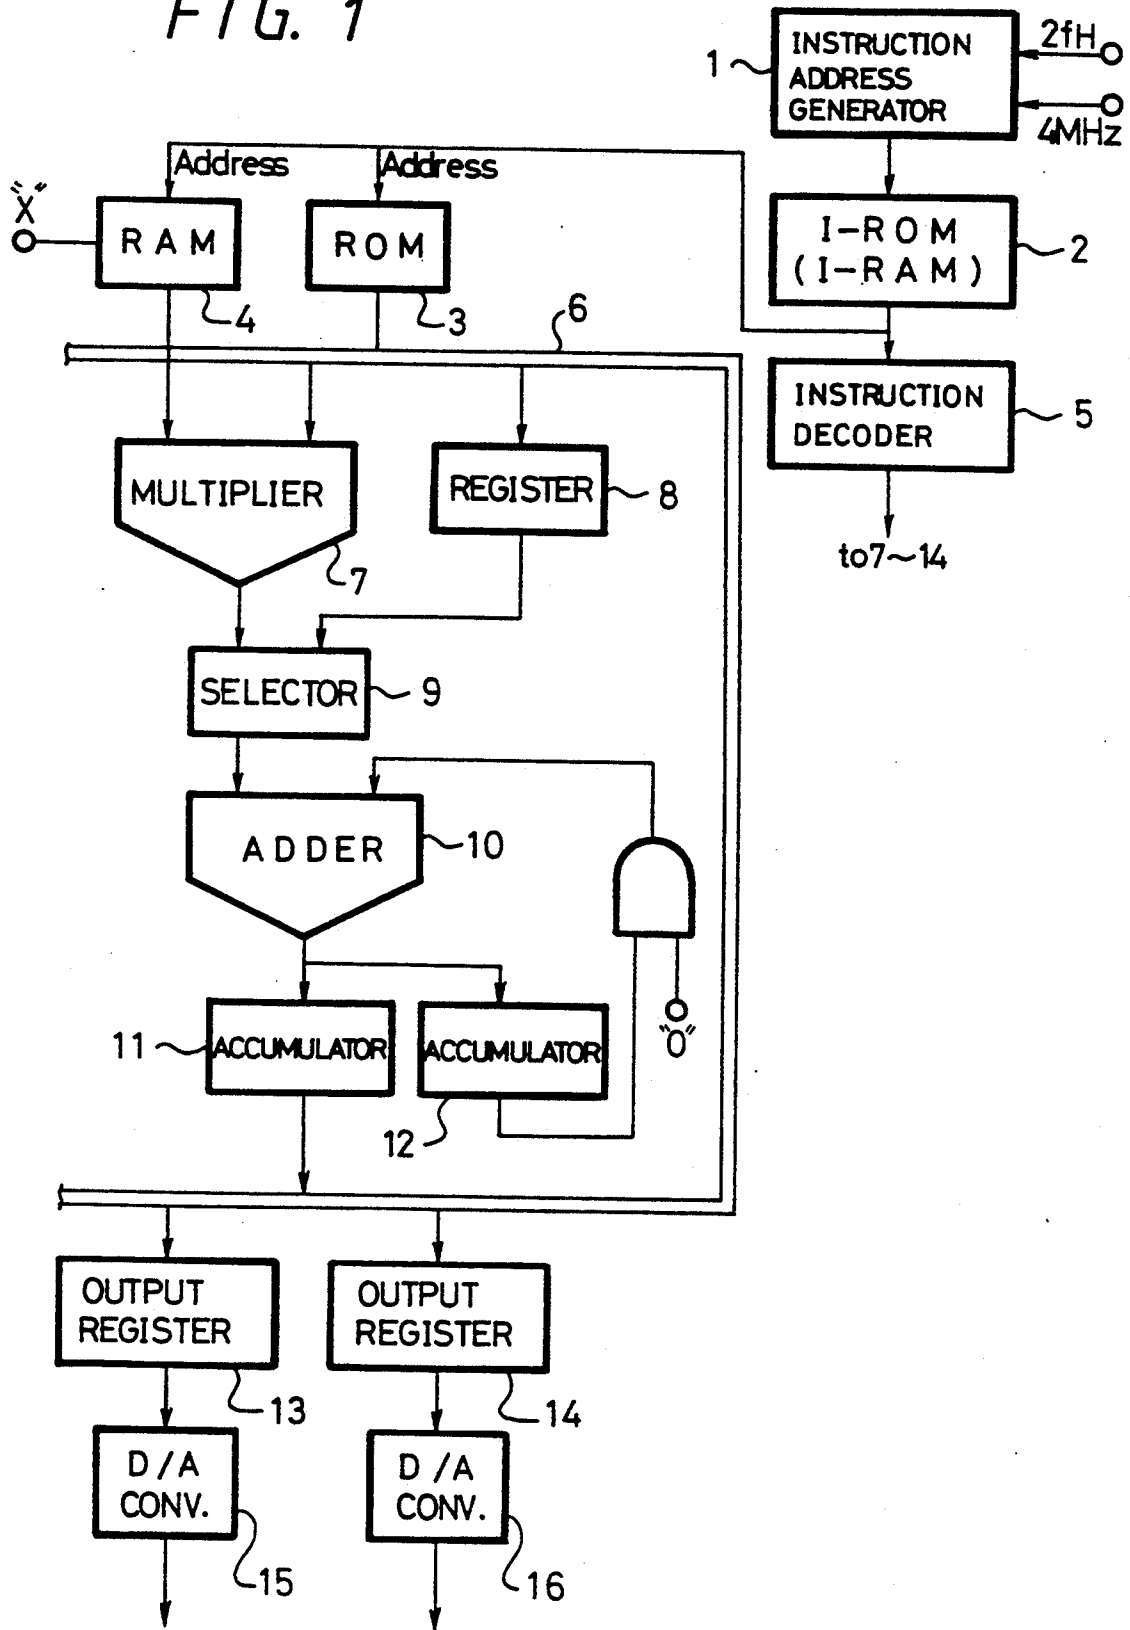 FIG. 1
INSTRUCTION
ADDRESS
GENERATOR
1
2fH
4MHz
Address
Address
"X"
RAM
ROM
I-ROM
(I-RAM)
2
4
3
6
INSTRUCTION
DECODER
5
MULTIPLIER
REGISTER
8
7
to7~14
SELECTOR
9
ADDER
10
11
ACCUMULATOR
ACCUMULATOR
"0"
12
OUTPUT
REGISTER
OUTPUT
REGISTER
13
14
D/A
CONV.
D/A
CONV.
15
16